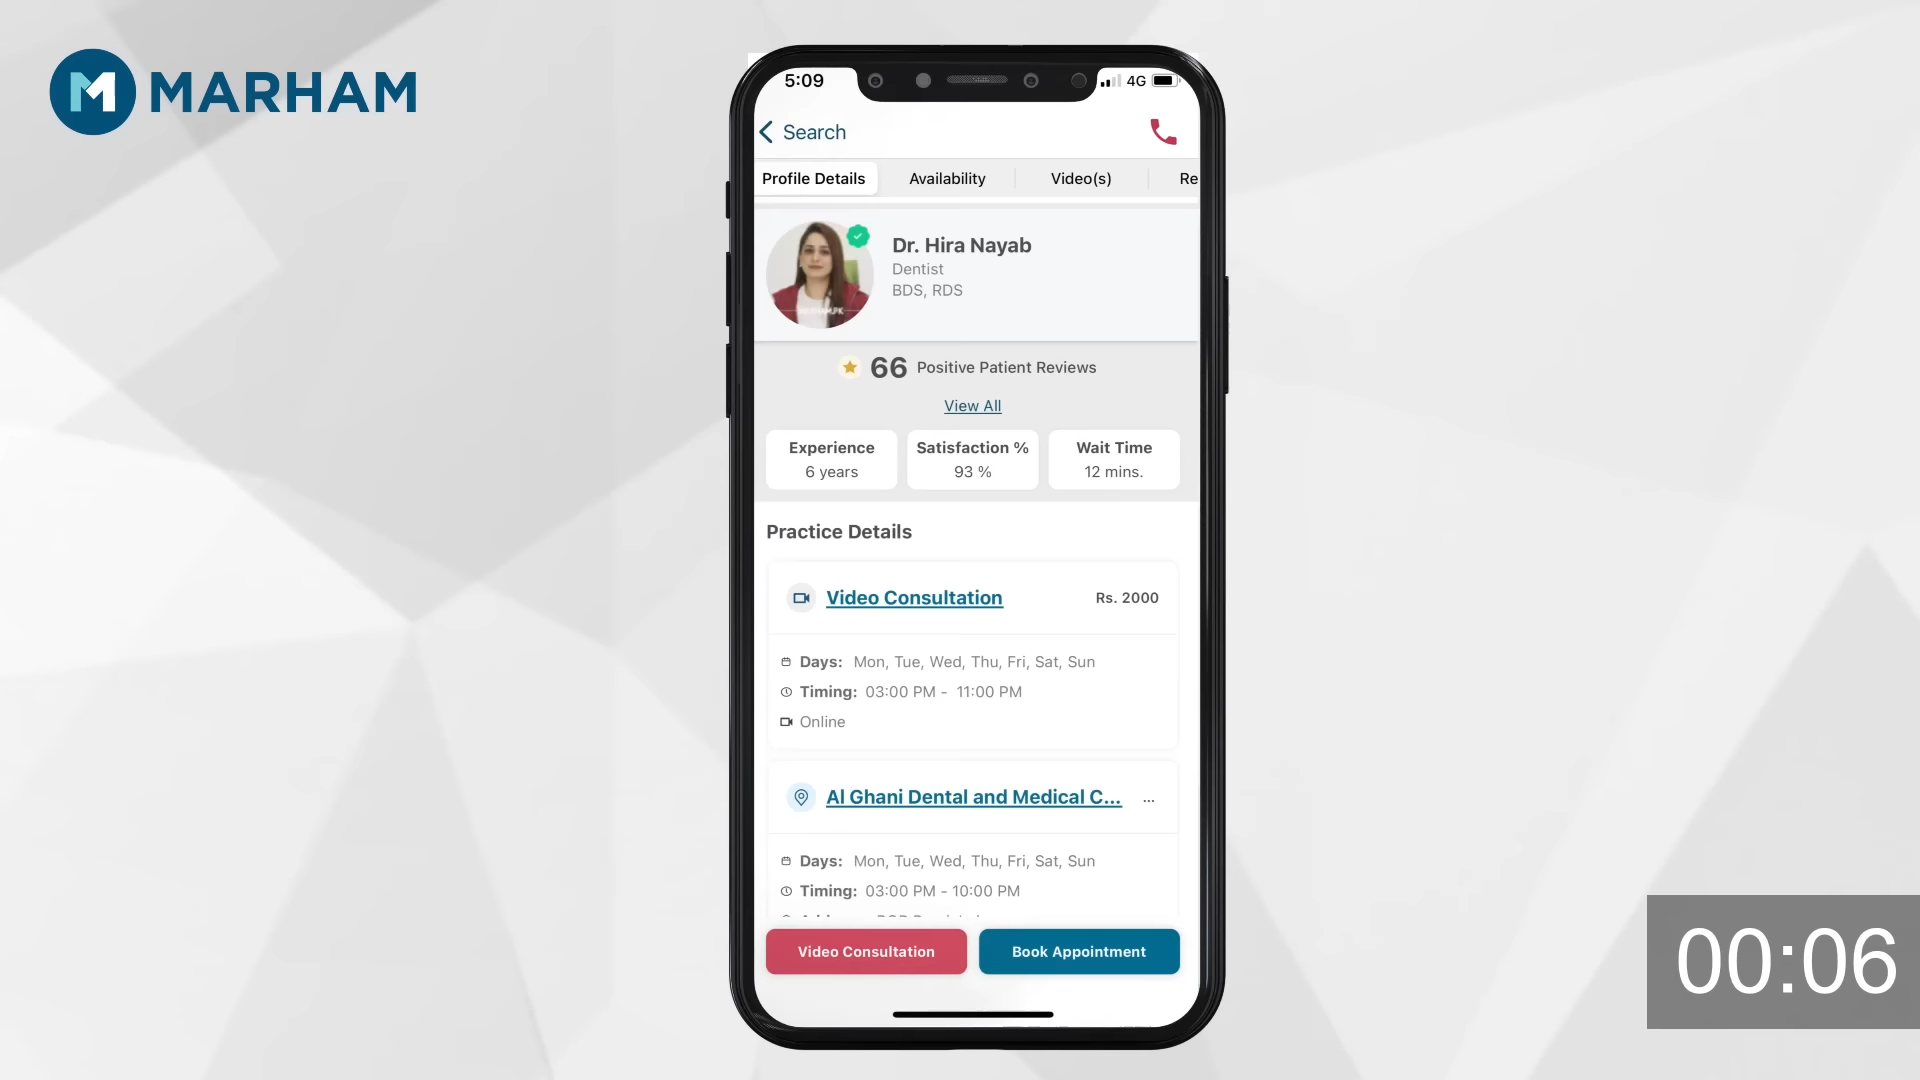 MARHAM
5:09
4G
Search
Profile Details
Availability
Video(s)
Re
Dr. Hira Nayab
Dentist
BDS, RDS
66 Positive Patient Reviews
View All
Experience
6 years
Satisfaction %
93 %
Wait Time
12 mins.
Practice Details
Video Consultation
Rs. 2000
Days: Mon, Tue, Wed, Thu, Fri, Sat, Sun
Timing: 03:00 PM - 11:00 PM
Online
Al Ghani Dental and Medical C...
...
Days: Mon, Tue, Wed, Thu, Fri, Sat, Sun
Timing: 03:00 PM - 10:00 PM
Video Consultation
Book Appointment
00:06